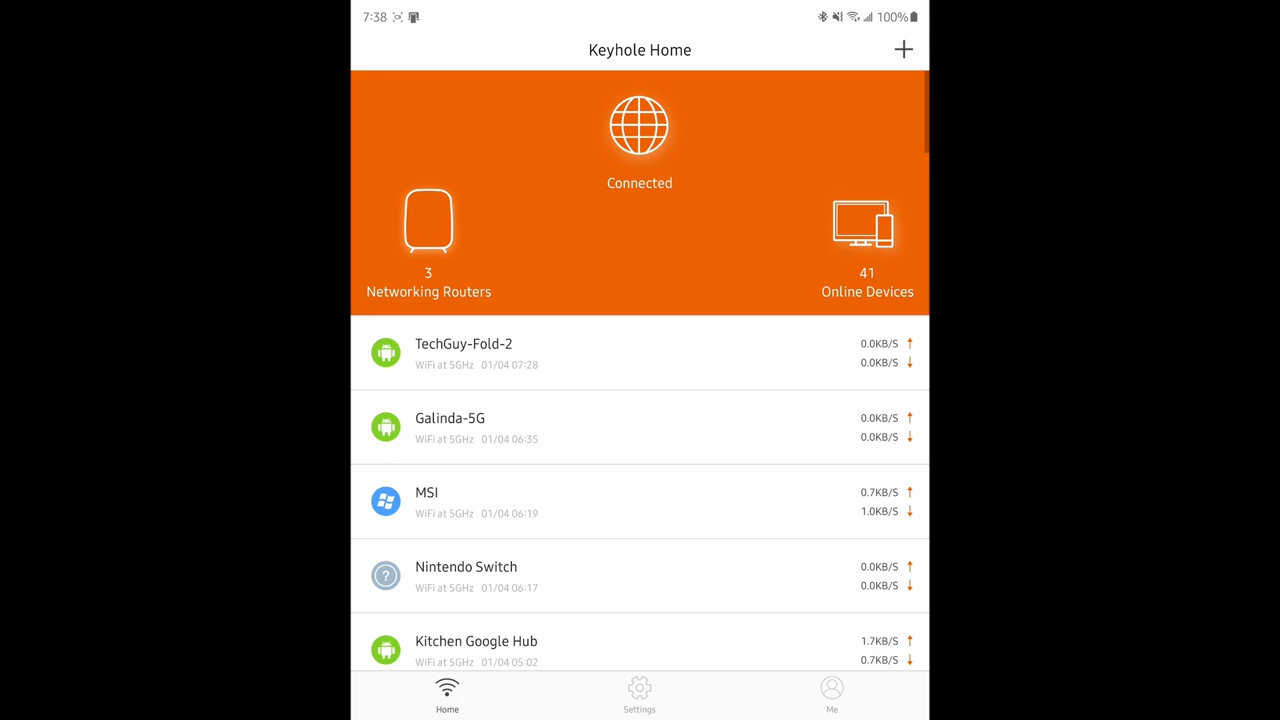 7:38
100%
Keyhole Home
Connected
3
Networking Routers
41
Online Devices
TechGuy-Fold-2
WiFi at 5GHz 01/04 07:28
0.0KB/S
0.0KB/S
Galinda-5G
WiFi at 5GHz 01/04 06:35
0.0KB/S
0.0KB/S
MSI
WiFi at 5GHz 01/04 06:19
0.7KB/S
1.0KB/S
?
Nintendo Switch
WiFi at 5GHz 01/04 06:17
0.0KB/S
0.0KB/S
Kitchen Google Hub
WiFi at 5GHz 01/04 05:02
1.7KB/S
0.7KB/S
Home
Settings
Me